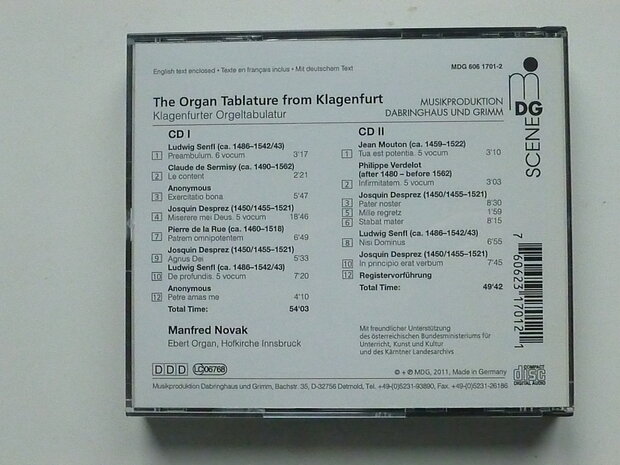 English text enclosed • Texte en français inclus • Mit deutschem Text
MDG 606 1701-2
The Organ Tablature from Klagenfurt
Klagenfurter Orgeltabulatur
MUSIKPRODUKTION
DABRINGHAUS UND GRIMM
MDG
SCENE
CD I
Ludwig Senfl (ca. 1486–1542/43)
1 Preambulum. 6 vocum 3'17
Claude de Sermisy (ca. 1490–1562)
2 Le content 2'21
Anonymous
3 Exercitatio bona 5'47
Josquin Desprez (1450/1455–1521)
4 Miserere mei Deus. 5 vocum 18'46
Pierre de la Rue (ca. 1460–1518)
7 Patrem omnipotentem 6'49
Josquin Desprez (1450/1455–1521)
9 Agnus Dei 5'33
Ludwig Senfl (ca. 1486–1542/43)
10 De profundis. 5 vocum 7'20
Anonymous
12 Petre amas me 4'10
Total Time: 54'03
Manfred Novak
Ebert Organ, Hofkirche Innsbruck
CD II
Jean Mouton (ca. 1459–1522)
1 Tua est potentia. 5 vocum 3'10
Philippe Verdelot
(after 1480 – before 1562)
2 Infirmitatem. 5 vocum 3'03
Josquin Desprez (1450/1455–1521)
3 Pater noster 8'30
5 Mille regretz 1'59
6 Stabat mater 8'15
Ludwig Senfl (ca. 1486–1542/43)
8 Nisi Dominus 6'55
Josquin Desprez (1450/1455–1521)
10 In principio erat verbum 7'45
12 Registervorführung
Total Time: 49'42
Mit freundlicher Unterstützung
des österreichischen Bundesministeriums für
Unterricht, Kunst und Kultur
und des Kärntner Landesarchivs
7 60623 17012 1
DDD
LC 06768
© + ℗ MDG, 2011, Made in Germany
COMPACT
disc
DIGITAL AUDIO
Musikproduktion Dabringhaus und Grimm, Bachstr. 35, D-32756 Detmold, Tel. +49-(0)5231-93890, Fax. +49-(0)5231-26186